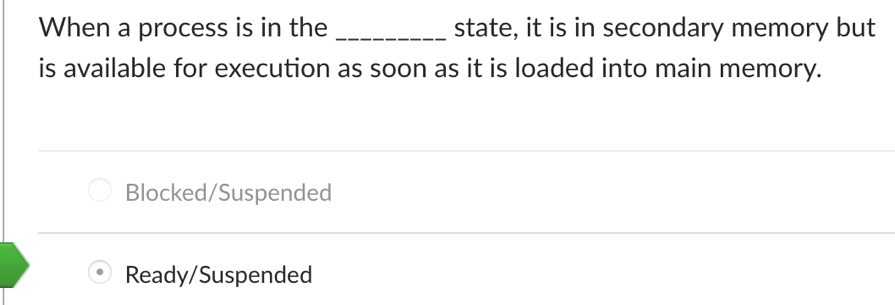 When a process is in the _________ state, it is in secondary memory but
is available for execution as soon as it is loaded into main memory.
Blocked/Suspended
Ready/Suspended